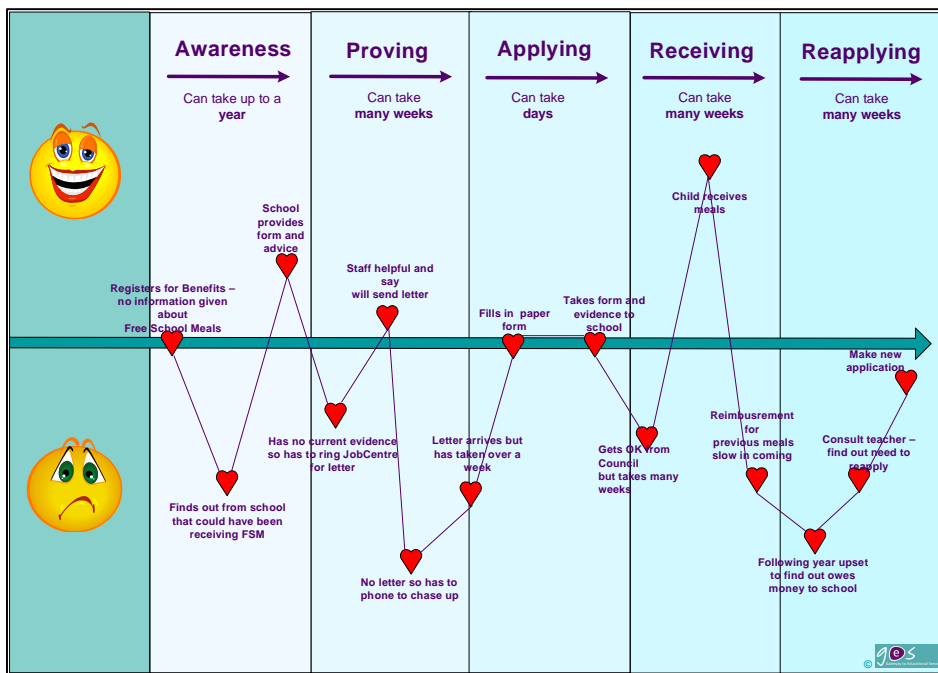 Awareness
Can take up to a
year
Proving
Can take
many weeks
Applying
Can take
days
Receiving
Can take
many weeks
Reapplying
Can take
many weeks
Registers for Benefits –
no information given
about
Free School Meals
Finds out from school
that could have been
receiving FSM
School
provides
form and
advice
Has no current evidence
so has to ring JobCentre
for letter
Staff helpful and
say
will send letter
No letter so has to
phone to chase up
Letter arrives but
has taken over a
week
Fills in paper
form
Takes form and
evidence to
school
Gets OK from
Council
but takes many
weeks
Child receives
meals
Reimbusrement
for
previous meals
slow in coming
Following year upset
to find out owes
money to school
Consult teacher –
find out need to
reapply
Make new
application
© ges